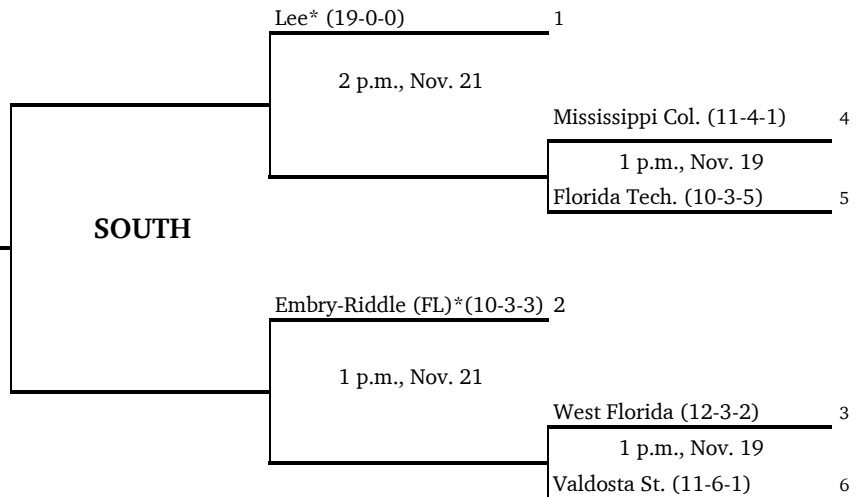 Lee* (19-0-0) 1
2 p.m., Nov. 21
Mississippi Col. (11-4-1) 4
1 p.m., Nov. 19
Florida Tech. (10-3-5) 5
SOUTH
Embry-Riddle (FL)*(10-3-3) 2
1 p.m., Nov. 21
West Florida (12-3-2) 3
1 p.m., Nov. 19
Valdosta St. (11-6-1) 6